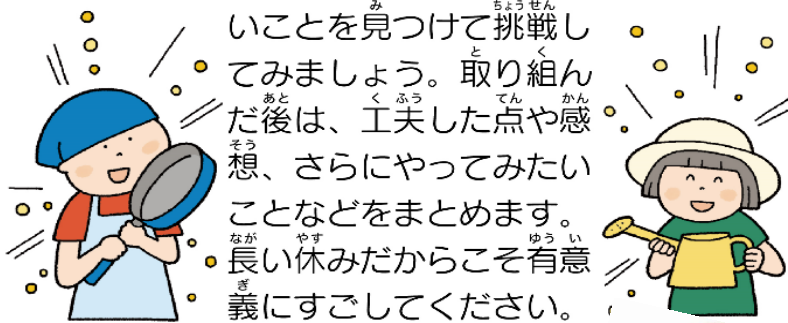 いことを見つけて挑戦し
てみましょう。取り組ん
だ後は、工夫した点や感
想、さらにやってみたい
ことなどをまとめます。
長い休みだからこそ有意
義にすごしてください。